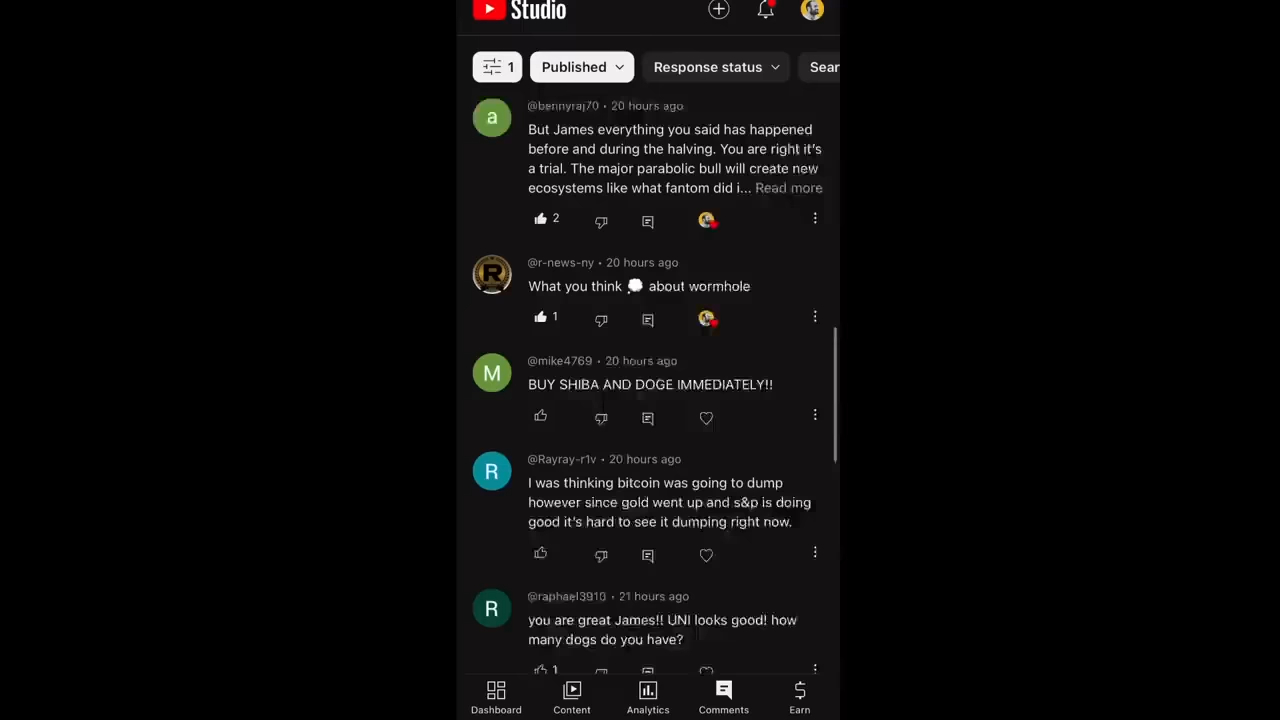 Studio
1 Published Response status Sear
@bennyraj70 • 20 hours ago
But James everything you said has happened
before and during the halving. You are right it's
a trial. The major parabolic bull will create new
ecosystems like what fantom did i... Read more
2
@r-news-ny • 20 hours ago
What you think 💭 about wormhole
1
@mike4769 • 20 hours ago
BUY SHIBA AND DOGE IMMEDIATELY!!
@Rayray-r1v • 20 hours ago
I was thinking bitcoin was going to dump
however since gold went up and s&p is doing
good it's hard to see it dumping right now.
@raphael3910 • 21 hours ago
you are great James!! UNI looks good! how
many dogs do you have?
1
Dashboard Content Analytics Comments Earn